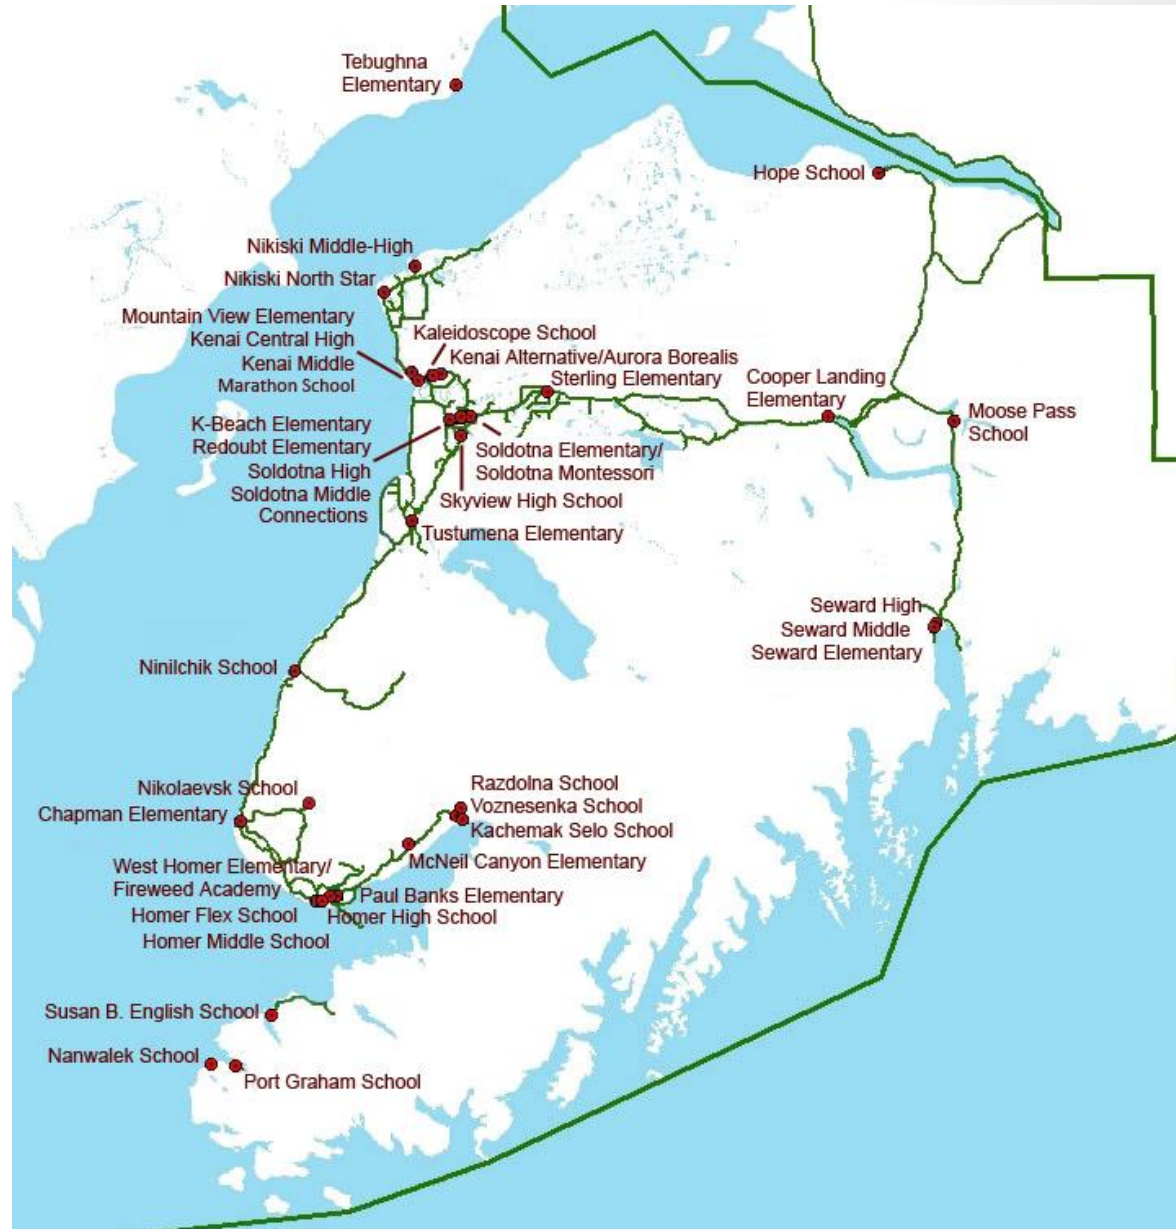 Tebughna
Elementary
Hope School
Nikiski Middle-High
Nikiski North Star
Mountain View Elementary
Kenai Central High
Kenai Middle
Marathon School
Kaleidoscope School
Kenai Alternative/Aurora Borealis
Sterling Elementary
Cooper Landing
Elementary
Moose Pass
School
K-Beach Elementary
Redoubt Elementary
Soldotna High
Soldotna Middle
Connections
Soldotna Elementary/
Soldotna Montessori
Skyview High School
Tustumena Elementary
Seward High
Seward Middle
Seward Elementary
Ninilchik School
Nikolaevsk School
Chapman Elementary
Razdolna School
Voznesenka School
Kachemak Selo School
McNeil Canyon Elementary
West Homer Elementary/
Fireweed Academy
Homer Flex School
Homer Middle School
Paul Banks Elementary
Homer High School
Susan B. English School
Nanwalek School
Port Graham School